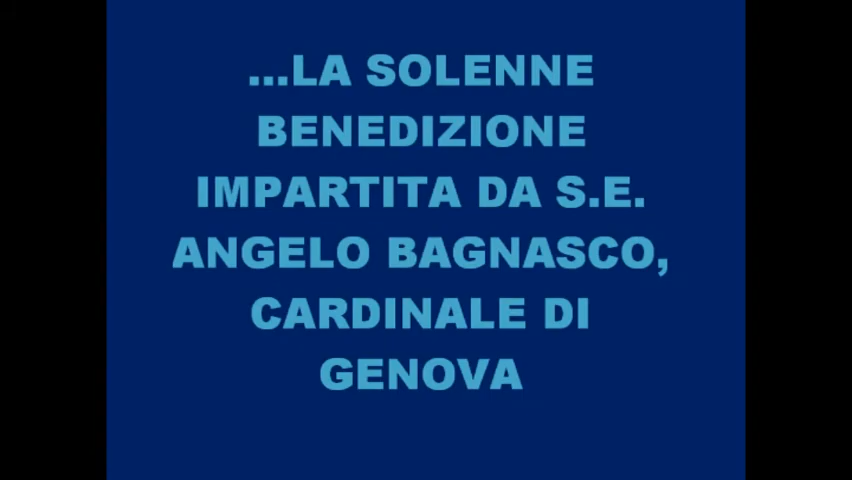 ...LA SOLENNE
BENEDIZIONE
IMPARTITA DA S.E.
ANGELO BAGNASCO,
CARDINALE DI
GENOVA